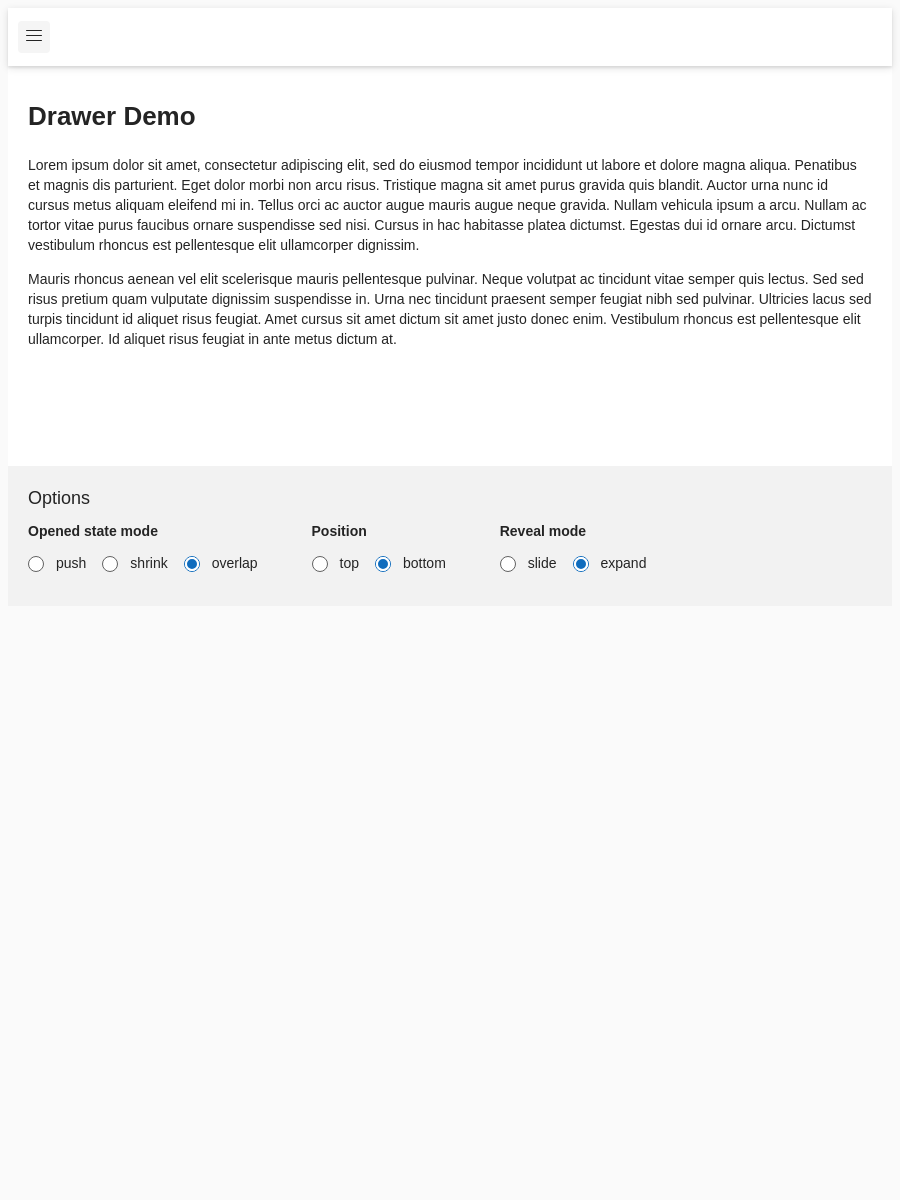 Drawer Demo
Lorem ipsum dolor sit amet, consectetur adipiscing elit, sed do eiusmod tempor incididunt ut labore et dolore magna aliqua. Penatibus
et magnis dis parturient. Eget dolor morbi non arcu risus. Tristique magna sit amet purus gravida quis blandit. Auctor urna nunc id
cursus metus aliquam eleifend mi in. Tellus orci ac auctor augue mauris augue neque gravida. Nullam vehicula ipsum a arcu. Nullam ac
tortor vitae purus faucibus ornare suspendisse sed nisi. Cursus in hac habitasse platea dictumst. Egestas dui id ornare arcu. Dictumst
vestibulum rhoncus est pellentesque elit ullamcorper dignissim.
Mauris rhoncus aenean vel elit scelerisque mauris pellentesque pulvinar. Neque volutpat ac tincidunt vitae semper quis lectus. Sed sed
risus pretium quam vulputate dignissim suspendisse in. Urna nec tincidunt praesent semper feugiat nibh sed pulvinar. Ultricies lacus sed
turpis tincidunt id aliquet risus feugiat. Amet cursus sit amet dictum sit amet justo donec enim. Vestibulum rhoncus est pellentesque elit
ullamcorper. Id aliquet risus feugiat in ante metus dictum at.
Options
Opened state mode Position Reveal mode
push shrink overlap top bottom slide expand